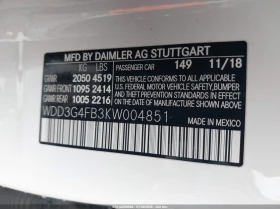 MFD BY DAIMLER AG STUTTGART
KG LBS PASSENGER CAR 149 11/18
GVWR 2050 4519
GAWR 1095 2414
GAWR 1005 2216
THIS VEHICLE CONFORMS TO ALL APPLICABLE
U.S. FEDERAL MOTOR VEHICLE SAFETY,
BUMPER, AND THEFT PREVENTION
STANDARDS IN EFFECT ON THE DATE OF
MANUFACTURE SHOWN ABOVE.
WDD3G4FB3KW004851
MADE IN MEXICO